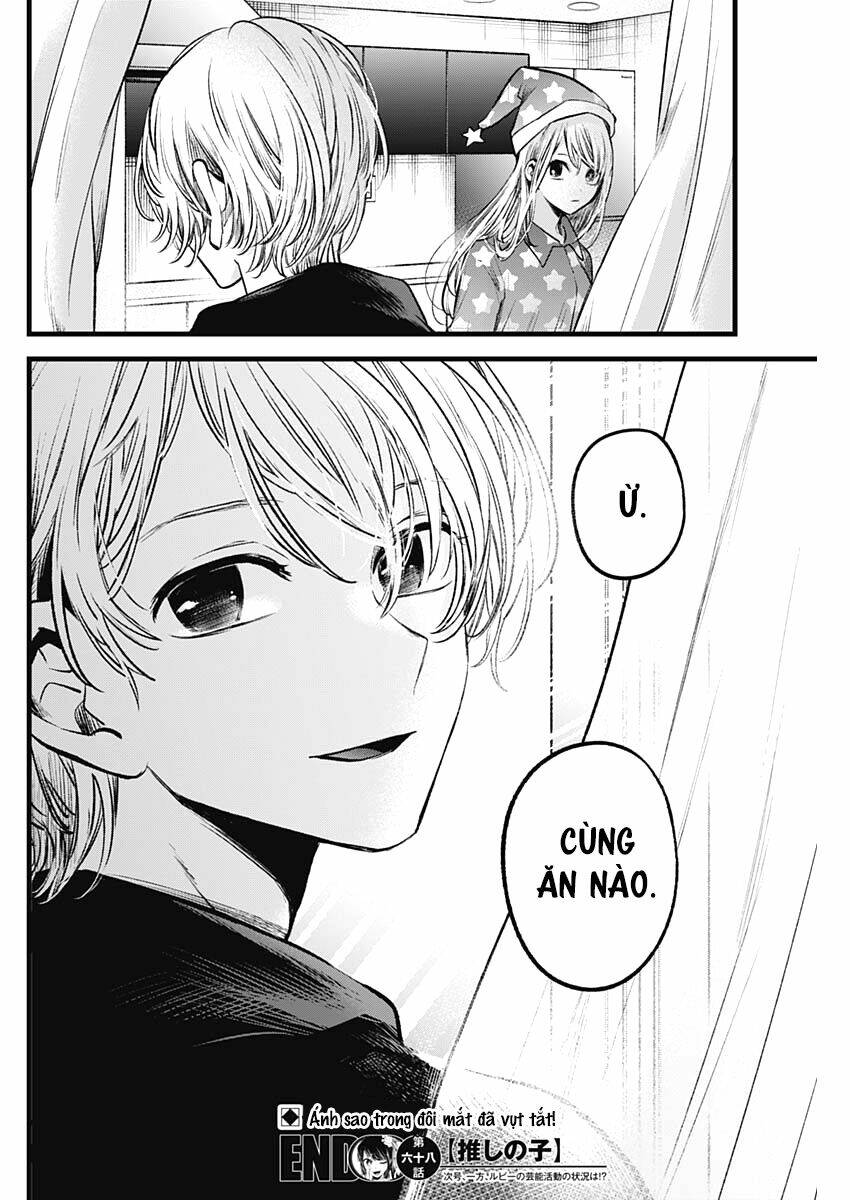 Ừ.
CÙNG
ĂN NÀO.
Ánh sao trong đôi mắt đã vụt tắt!
END 第六十八話 【推しの子】
次号、一方、ルビーの芸能活動の状況は!?